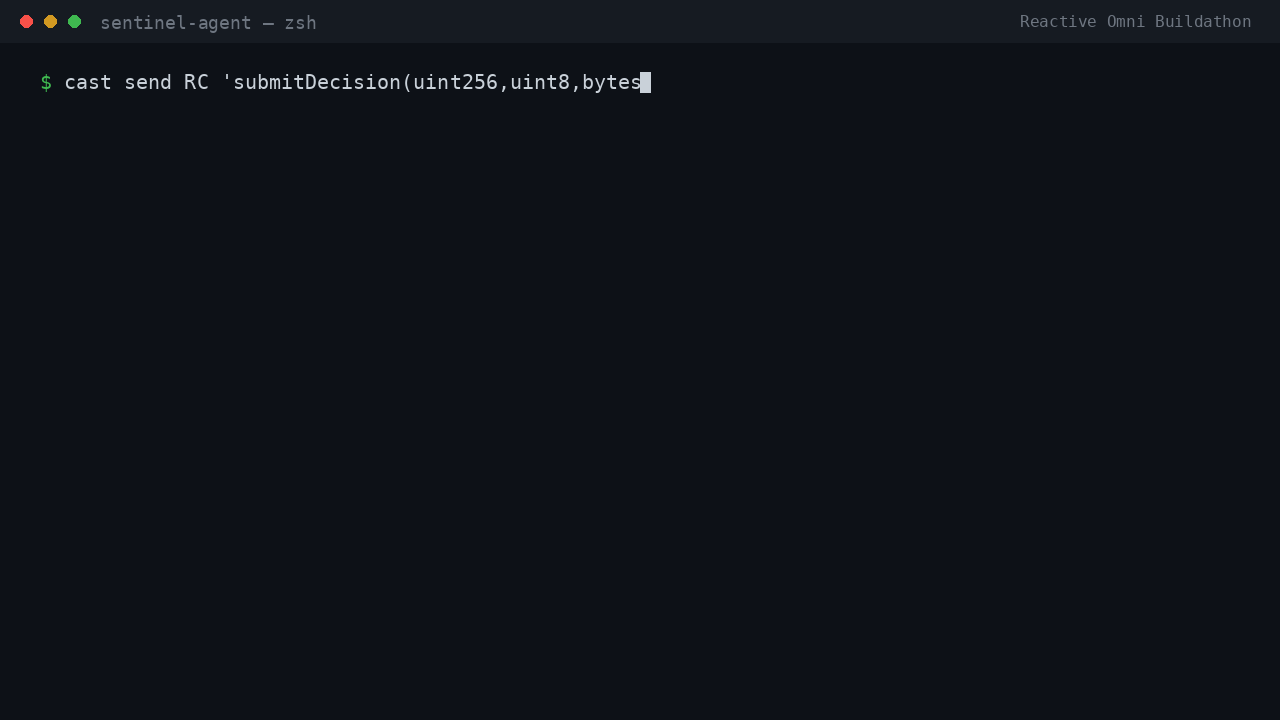 sentinel-agent — zsh
Reactive Omni Buildathon
$ cast send RC 'submitDecision(uint256,uint8,bytes